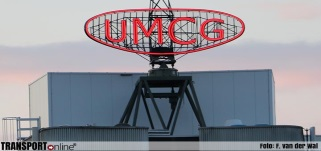 UMCG
TRANSPORTonline
Foto: F. van der Wal